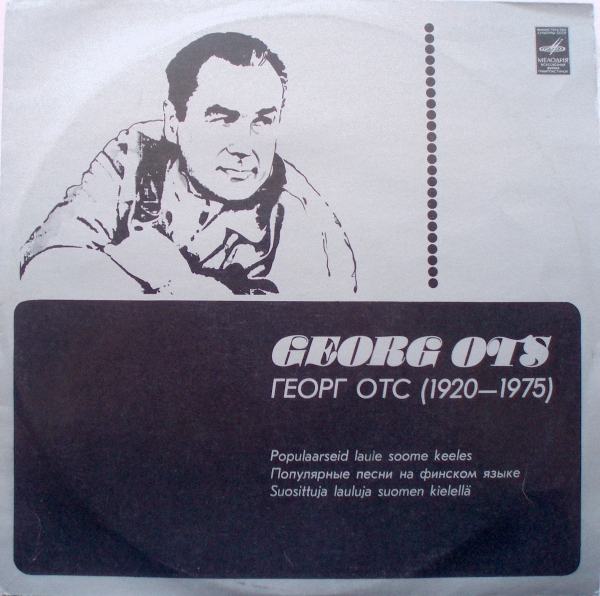 МЕЛОДИЯ
GEORG OTS
ГЕОРГ ОТС (1920—1975)
Populaarseid laule soome keeles
Популярные песни на финском языке
Suosittuja lauluja suomen kielellä